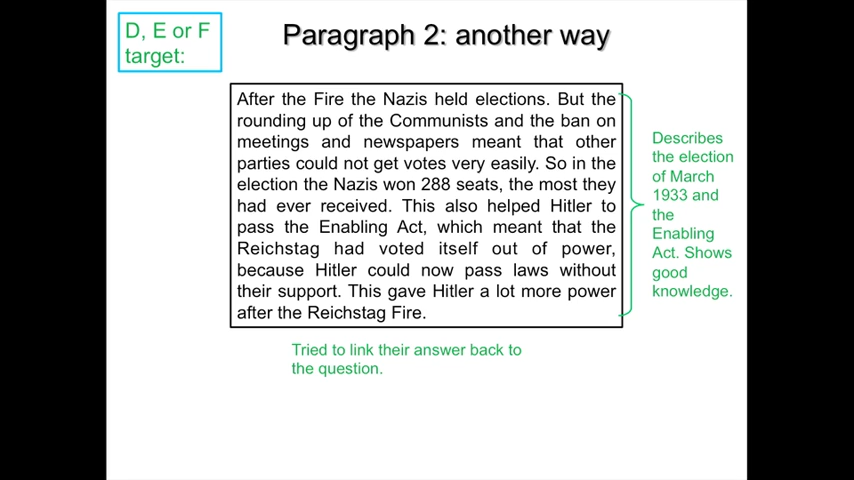 D, E or F
target:
Paragraph 2: another way
After the Fire the Nazis held elections. But the
rounding up of the Communists and the ban on
meetings and newspapers meant that other
parties could not get votes very easily. So in the
election the Nazis won 288 seats, the most they
had ever received. This also helped Hitler to
pass the Enabling Act, which meant that the
Reichstag had voted itself out of power,
because Hitler could now pass laws without
their support. This gave Hitler a lot more power
after the Reichstag Fire.
Describes
the election
of March
1933 and
the
Enabling
Act. Shows
good
knowledge.
Tried to link their answer back to
the question.